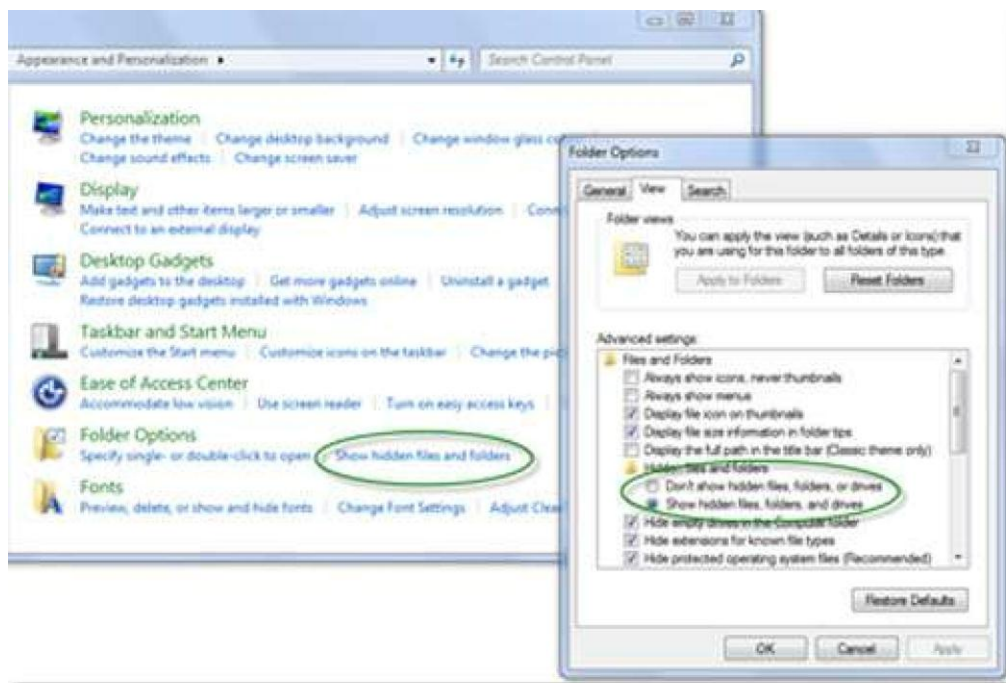 Appearance and Personalization
Search Control Panel
Personalization
Change the theme Change desktop background Change window glass co
Change sound effects Change screen saver
Display
Make text and other items larger or smaller Adjust screen resolution Conn
Connect to an external display
Desktop Gadgets
Add gadgets to the desktop Get more gadgets online Uninstall a gadget
Restore desktop gadgets installed with Windows
Taskbar and Start Menu
Customize the Start menu Customize icons on the taskbar Change the pic
Ease of Access Center
Accommodate low vision Use screen reader Turn on easy access keys
Folder Options
Specify single- or double-click to open Show hidden files and folders
Fonts
Preview, delete, or show and hide fonts Change Font Settings Adjust Clea
Folder Options
General View Search
Folder views
You can apply the view (such as Details or Icons) that
you are using for this folder to all folders of this type.
Apply to Folders Reset Folders
Advanced settings:
Files and Folders
Always show icons, never thumbnails
Always show menus
Display file icon on thumbnails
Display file size information in folder tips
Display the full path in the title bar (Classic theme only)
Hidden files and folders
Don't show hidden files, folders, or drives
Show hidden files, folders, and drives
Hide empty drives in the Computer folder
Hide extensions for known file types
Hide protected operating system files (Recommended)
Restore Defaults
OK Cancel Apply